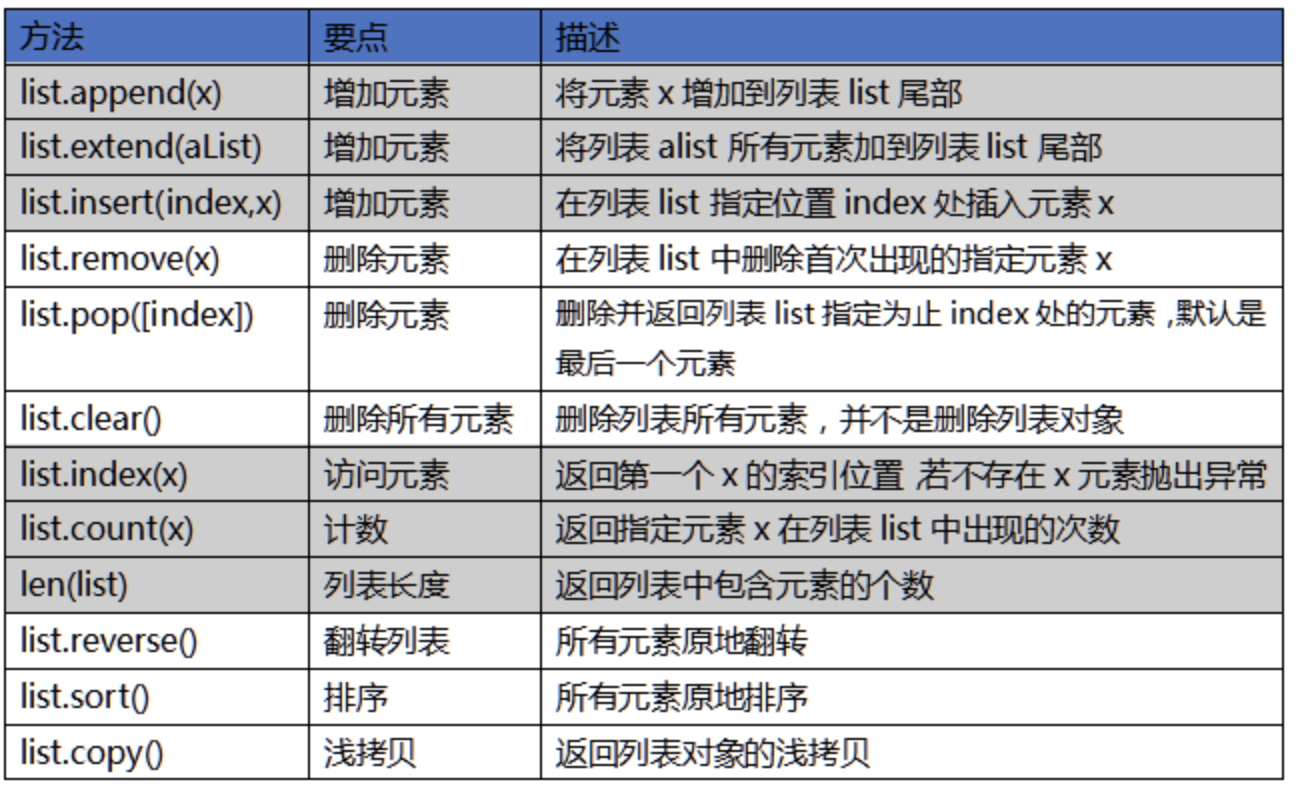 方法 要点 描述
list.append(x) 增加元素 将元素 x 增加到列表 list 尾部
list.extend(aList) 增加元素 将列表 alist 所有元素加到列表 list 尾部
list.insert(index,x) 增加元素 在列表 list 指定位置 index 处插入元素 x
list.remove(x) 删除元素 在列表 list 中删除首次出现的指定元素 x
list.pop([index]) 删除元素 删除并返回列表 list 指定为止 index 处的元素,默认是
最后一个元素
list.clear() 删除所有元素 删除列表所有元素，并不是删除列表对象
list.index(x) 访问元素 返回第一个 x 的索引位置,若不存在 x 元素抛出异常
list.count(x) 计数 返回指定元素 x 在列表 list 中出现的次数
len(list) 列表长度 返回列表中包含元素的个数
list.reverse() 翻转列表 所有元素原地翻转
list.sort() 排序 所有元素原地排序
list.copy() 浅拷贝 返回列表对象的浅拷贝